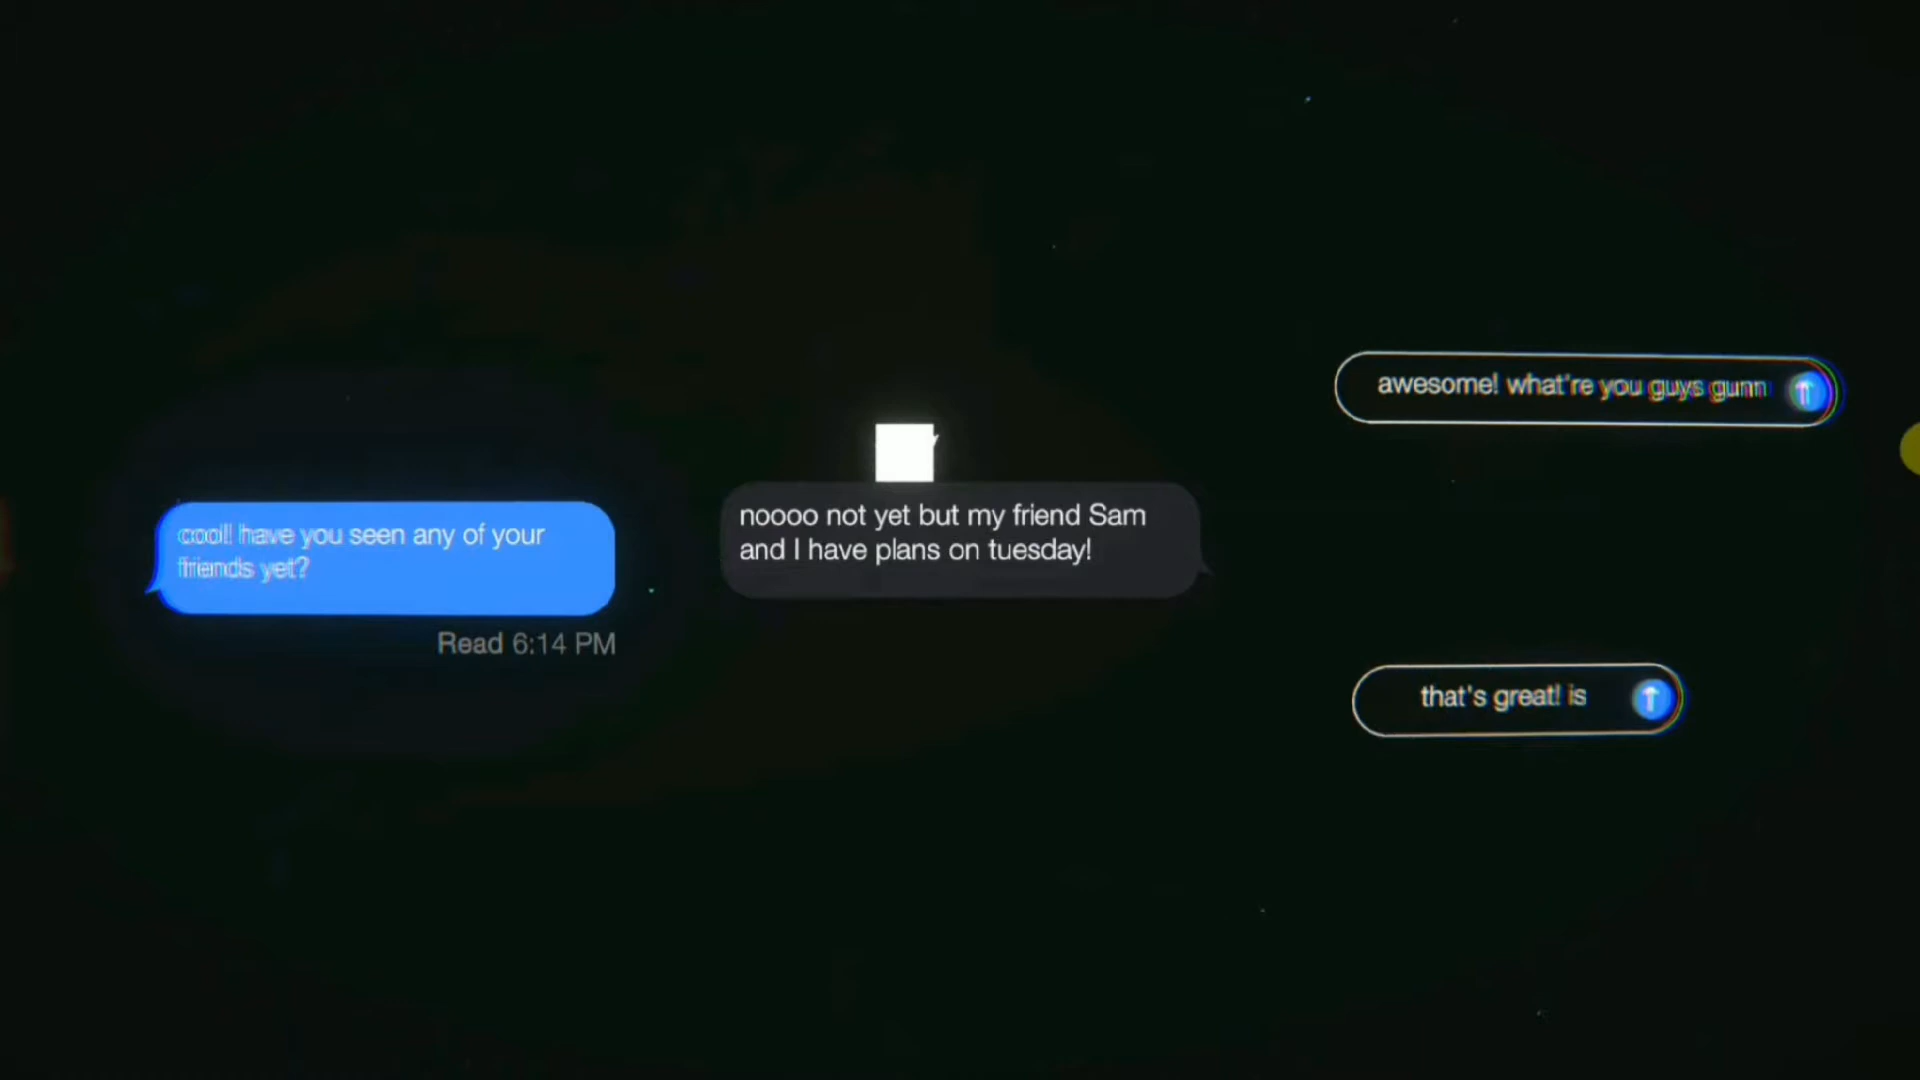 cool! have you seen any of your
friends yet?
Read 6:14 PM
noooo not yet but my friend Sam
and I have plans on tuesday!
awesome! what're you guys gunn
that's great! is